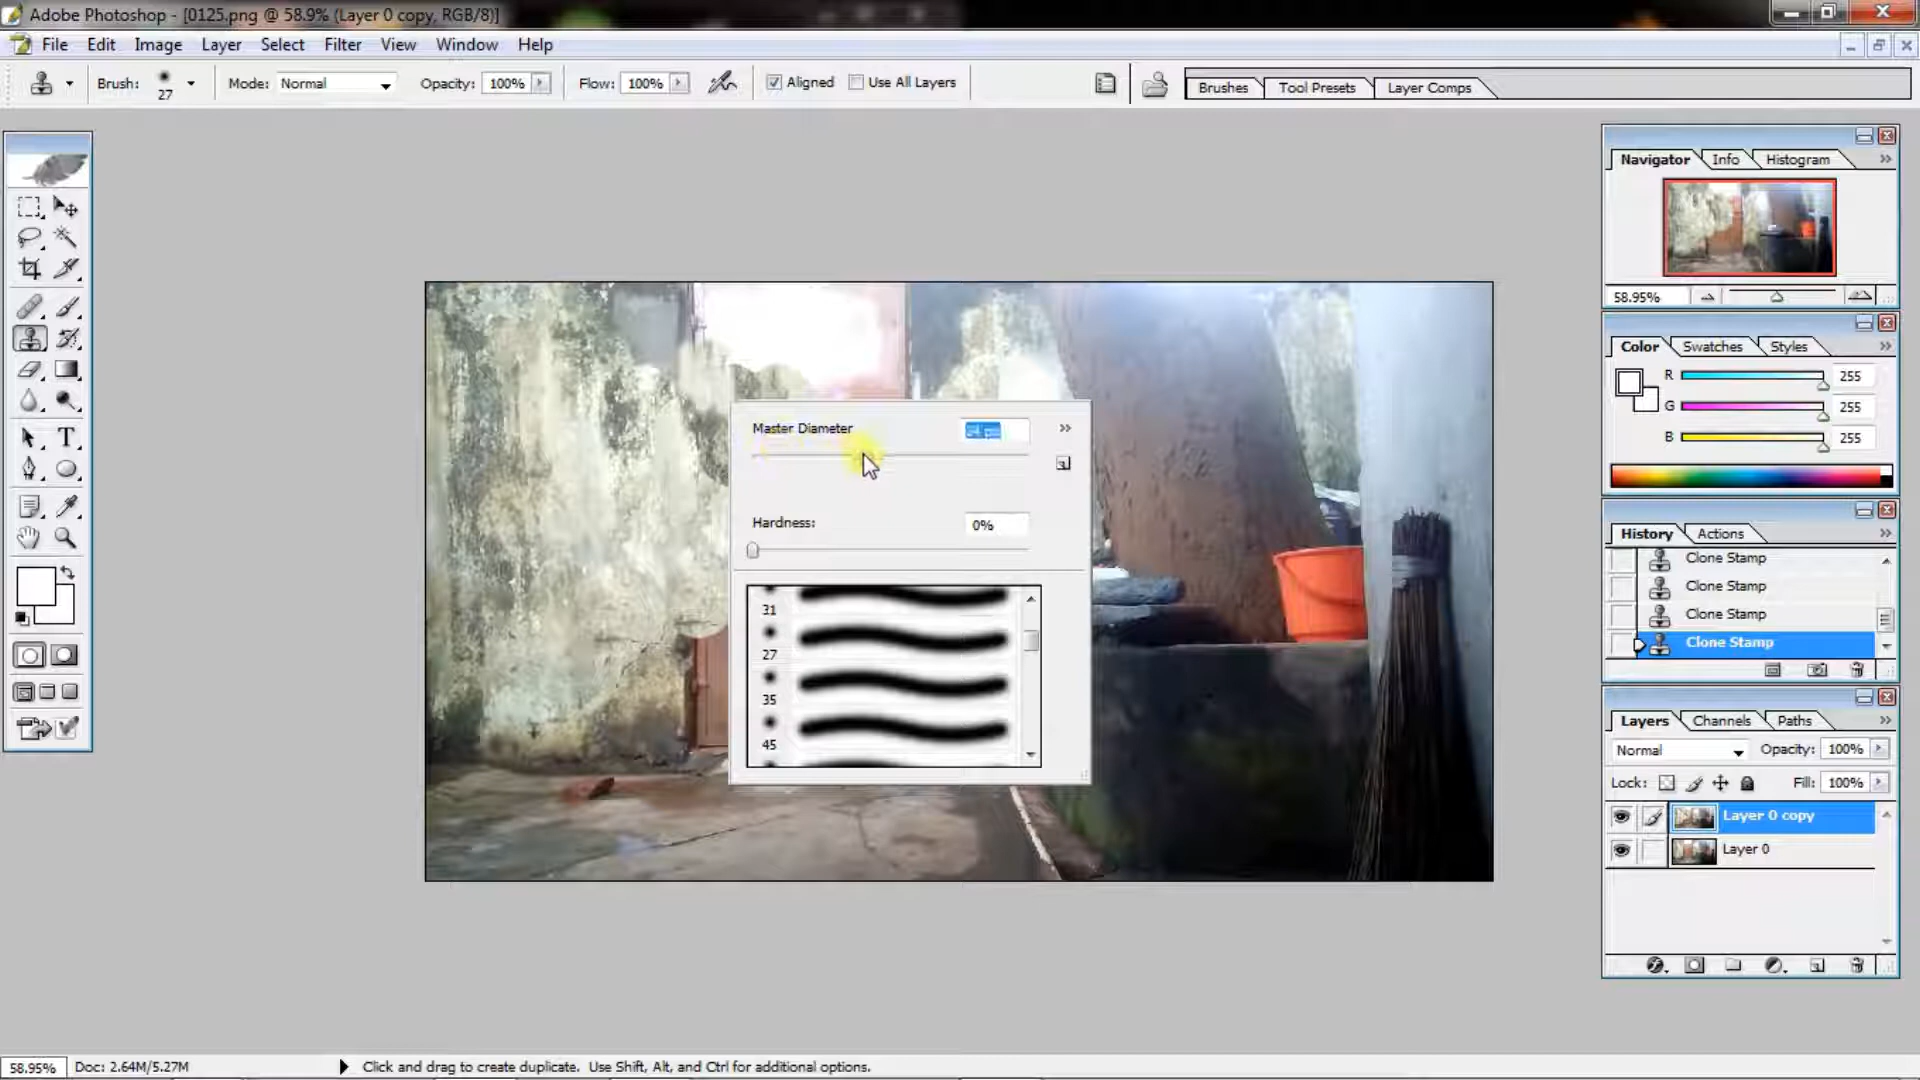 Adobe Photoshop - [0125.png @ 58.9% (Layer 0 copy, RGB/8)]
File Edit Image Layer Select Filter View Window Help
Brush: 27 Mode: Normal Opacity: 100% Flow: 100% Aligned Use All Layers Brushes Tool Presets Layer Comps
Navigator Info Histogram
58.95%
Color Swatches Styles
R 255
G 255
B 255
Master Diameter
Hardness: 0%
31
27
35
45
History Actions
Clone Stamp
Clone Stamp
Clone Stamp
Clone Stamp
Layers Channels Paths
Normal Opacity: 100%
Lock: Fill: 100%
Layer 0 copy
Layer 0
58.95% Doc: 2.64M/5.27M Click and drag to create duplicate. Use Shift, Alt, and Ctrl for additional options.